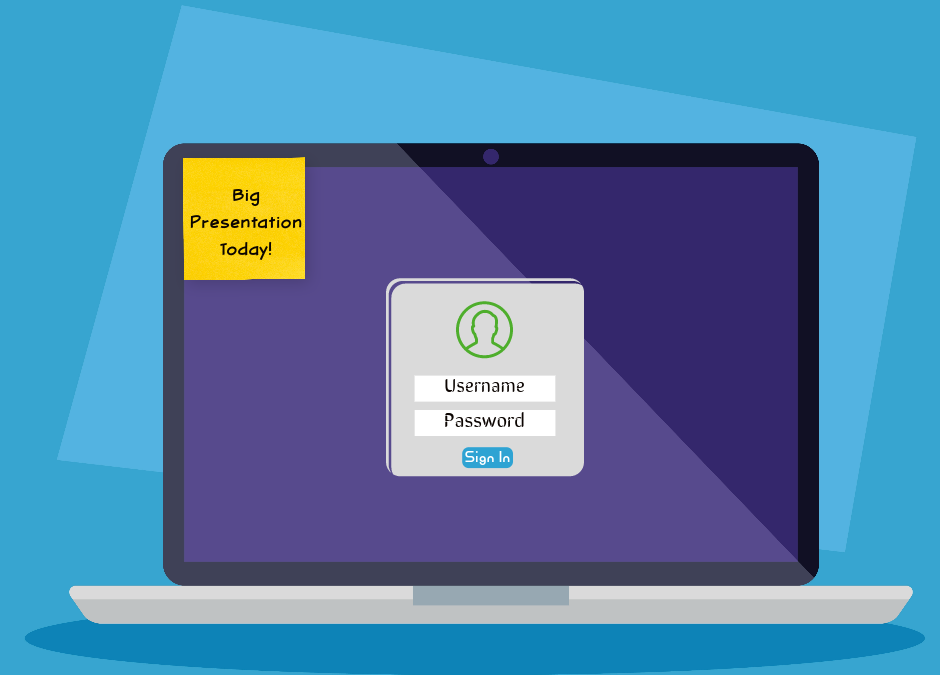 Big
Presentation
Today!
Username
Password
Sign In